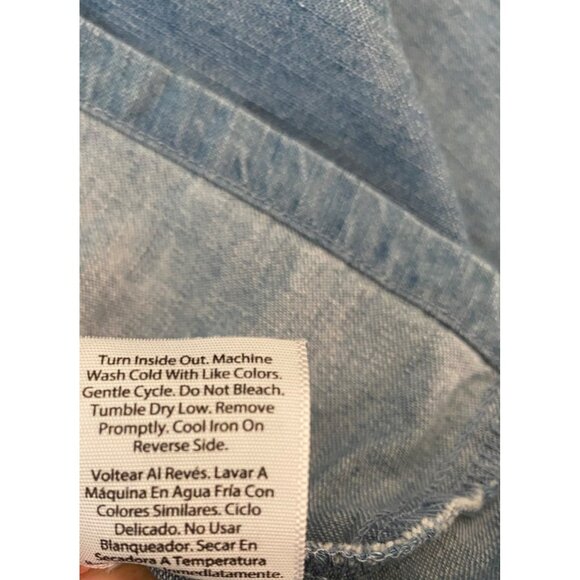 Turn Inside Out. Machine
Wash Cold With Like Colors.
Gentle Cycle. Do Not Bleach.
Tumble Dry Low. Remove
Promptly. Cool Iron On
Reverse Side.
Voltear Al Revés. Lavar A
Máquina En Agua Fría Con
Colores Similares. Ciclo
Delicado. No Usar
Blanqueador. Secar En
Secadora A Temperatura